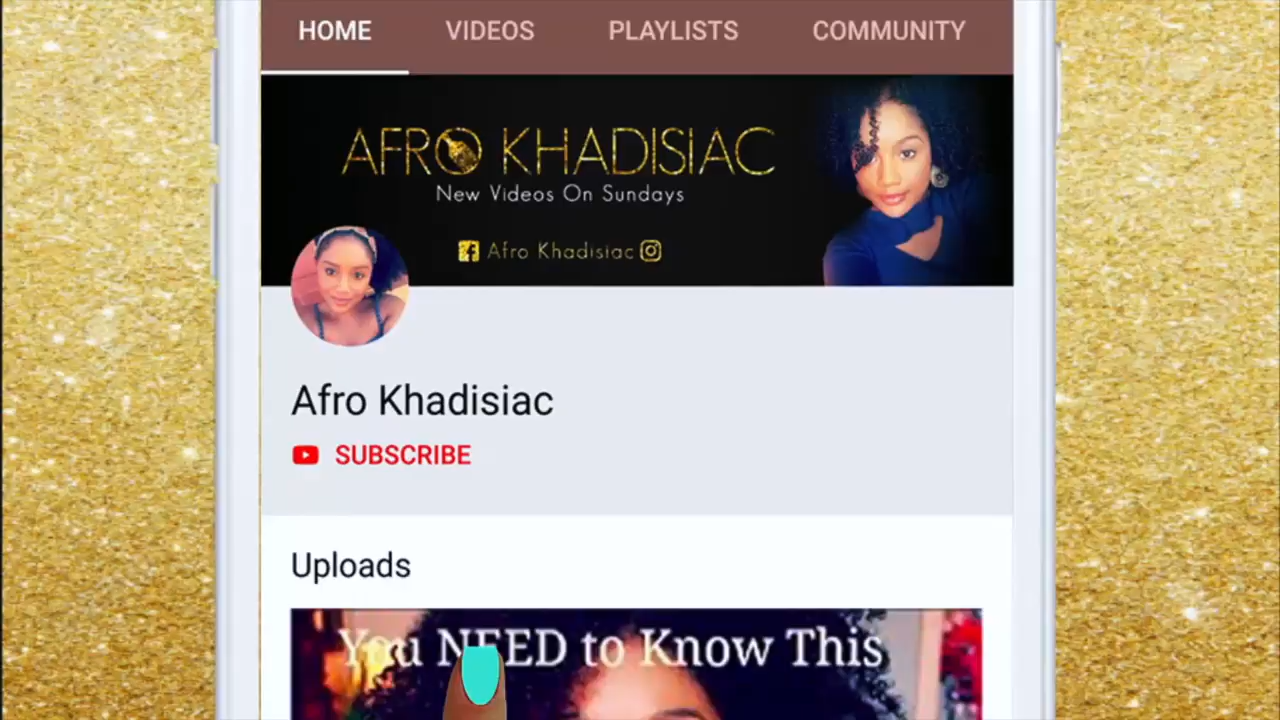 HOME VIDEOS PLAYLISTS COMMUNITY
AFRO KHADISIAC
New Videos On Sundays
Afro Khadisiac
Afro Khadisiac
SUBSCRIBE
Uploads
You NEED to Know This